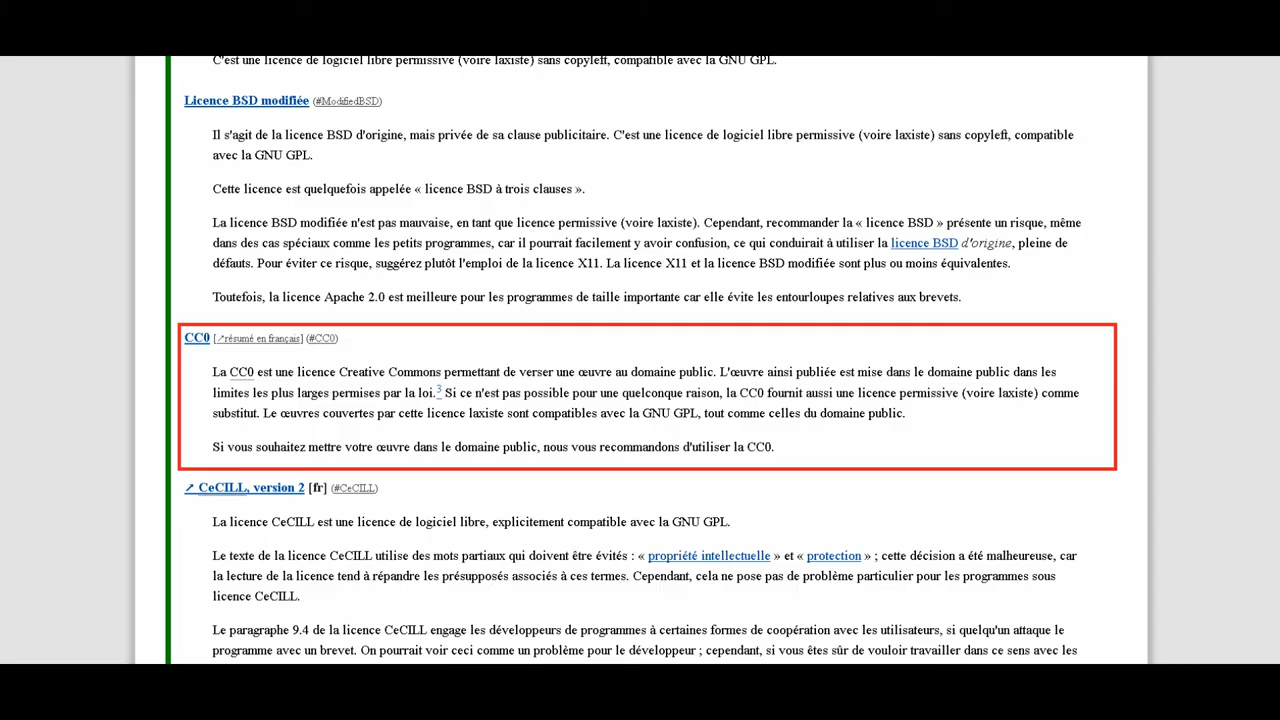 C'est une licence de logiciel libre permissive (voire laxiste) sans copyleft, compatible avec la GNU GPL.
Licence BSD modifiée (#ModifiedBSD)
Il s'agit de la licence BSD d'origine, mais privée de sa clause publicitaire. C'est une licence de logiciel libre permissive (voire laxiste) sans copyleft, compatible
avec la GNU GPL.
Cette licence est quelquefois appelée « licence BSD à trois clauses ».
La licence BSD modifiée n'est pas mauvaise, en tant que licence permissive (voire laxiste). Cependant, recommander la « licence BSD » présente un risque, même
dans des cas spéciaux comme les petits programmes, car il pourrait facilement y avoir confusion, ce qui conduirait à utiliser la licence BSD d'origine, pleine de
défauts. Pour éviter ce risque, suggérez plutôt l'emploi de la licence X11. La licence X11 et la licence BSD modifiée sont plus ou moins équivalentes.
Toutefois, la licence Apache 2.0 est meilleure pour les programmes de taille importante car elle évite les entourloupes relatives aux brevets.
CC0 [↗résumé en français] (#CC0)
La CC0 est une licence Creative Commons permettant de verser une œuvre au domaine public. L'œuvre ainsi publiée est mise dans le domaine public dans les
limites les plus larges permises par la loi.3 Si ce n'est pas possible pour une quelconque raison, la CC0 fournit aussi une licence permissive (voire laxiste) comme
substitut. Le œuvres couvertes par cette licence laxiste sont compatibles avec la GNU GPL, tout comme celles du domaine public.
Si vous souhaitez mettre votre œuvre dans le domaine public, nous vous recommandons d'utiliser la CC0.
↗ CeCILL, version 2 [fr] (#CeCILL)
La licence CeCILL est une licence de logiciel libre, explicitement compatible avec la GNU GPL.
Le texte de la licence CeCILL utilise des mots partiaux qui doivent être évités : « propriété intellectuelle » et « protection » ; cette décision a été malheureuse, car
la lecture de la licence tend à répandre les présupposés associés à ces termes. Cependant, cela ne pose pas de problème particulier pour les programmes sous
licence CeCILL.
Le paragraphe 9.4 de la licence CeCILL engage les développeurs de programmes à certaines formes de coopération avec les utilisateurs, si quelqu'un attaque le
programme avec un brevet. On pourrait voir ceci comme un problème pour le développeur ; cependant, si vous êtes sûr de vouloir travailler dans ce sens avec les